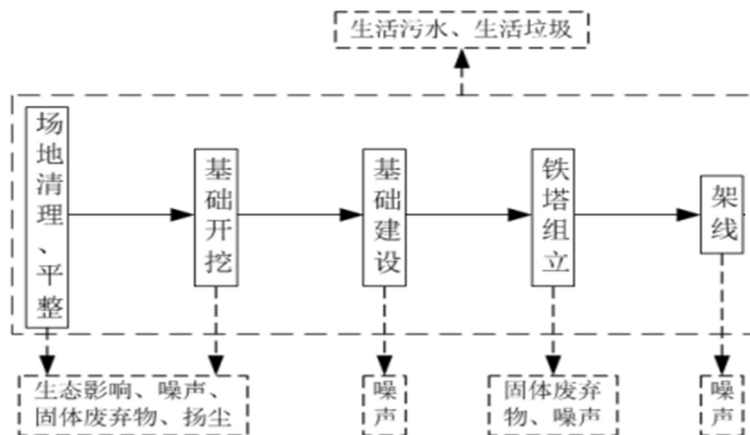 生活污水、生活垃圾
场地清理、平整
基础开挖
基础建设
铁塔组立
架线
生态影响、噪声、
固体废弃物、扬尘
噪声
固体废弃
物、噪声
噪声